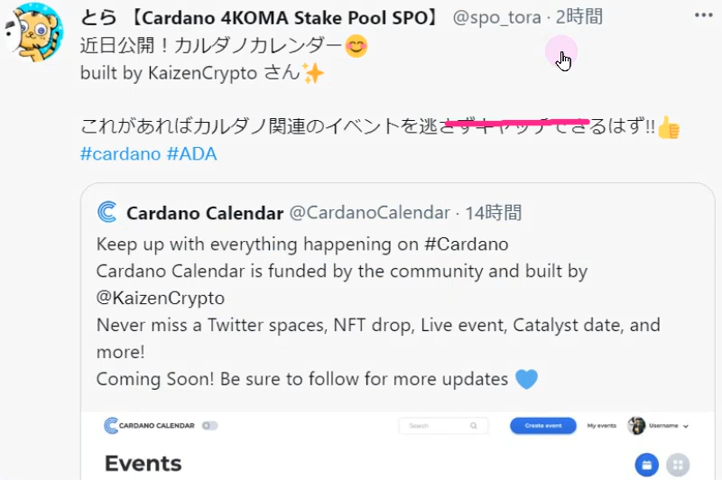 とら 【Cardano 4KOMA Stake Pool SPO】 @spo_tora · 2時間
近日公開！カルダノカレンダー😊
built by KaizenCrypto さん✨
これがあればカルダノ関連のイベントを逃さずキャッチできるはず!!👍
#cardano #ADA
Cardano Calendar @CardanoCalendar · 14時間
Keep up with everything happening on #Cardano
Cardano Calendar is funded by the community and built by
@KaizenCrypto
Never miss a Twitter spaces, NFT drop, Live event, Catalyst date, and
more!
Coming Soon! Be sure to follow for more updates 💙
CARDANO CALENDAR Search Create event My events Username
Events